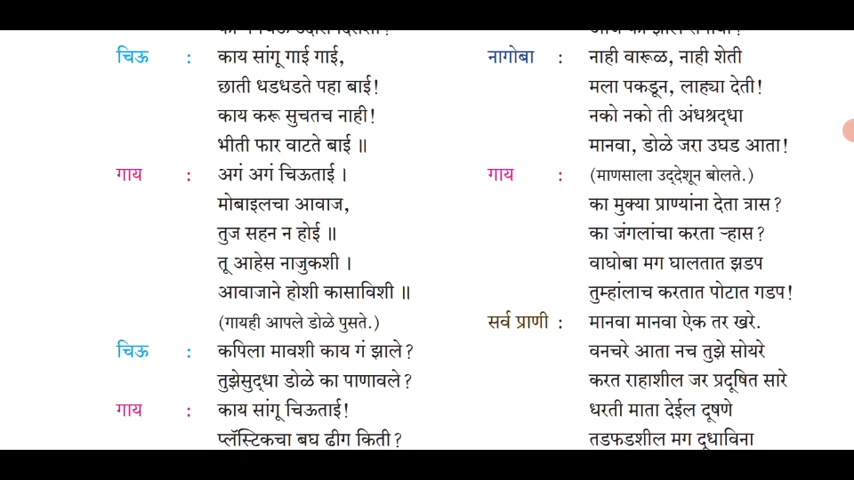 चिऊ : काय सांगू गाई गाई,
छाती धडधडते पहा बाई!
काय करू सुचतच नाही!
भीती फार वाटते बाई ॥
गाय : अगं अगं चिऊताई ।
मोबाइलचा आवाज,
तुज सहन न होई ॥
तू आहेस नाजुकशी ।
आवाजाने होशी कासाविशी ॥
(गायही आपले डोळे पुसते.)
चिऊ : कपिला मावशी काय गं झाले?
तुझेसुद्धा डोळे का पाणावले?
गाय : काय सांगू चिऊताई!
प्लॅस्टिकचा बघ ढीग किती?
नागोबा : नाही वारूळ, नाही शेती
मला पकडून, लाह्या देती!
नको नको ती अंधश्रद्धा
मानवा, डोळे जरा उघड आता!
गाय : (माणसाला उद्देशून बोलते.)
का मुक्या प्राण्यांना देता त्रास?
का जंगलांचा करता ऱ्हास?
वाघोबा मग घालतात झडप
तुम्हांलाच करतात पोटात गडप!
सर्व प्राणी : मानवा मानवा ऐक तर खरे.
वनचरे आता नच तुझे सोयरे
करत राहाशील जर प्रदूषित सारे
धरती माता देईल दूषणे
तडफडशील मग दूधाविना